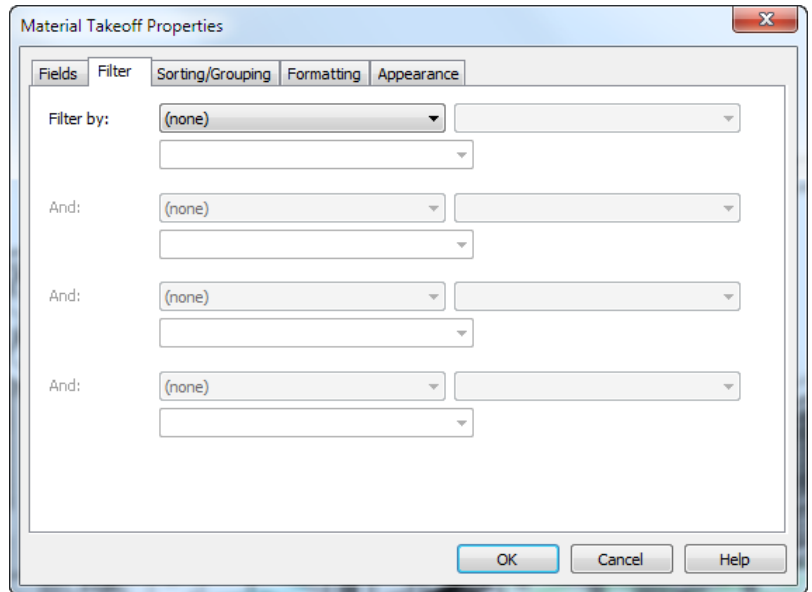 Material Takeoff Properties
Fields Filter Sorting/Grouping Formatting Appearance
Filter by: (none)
And: (none)
And: (none)
And: (none)
OK Cancel Help